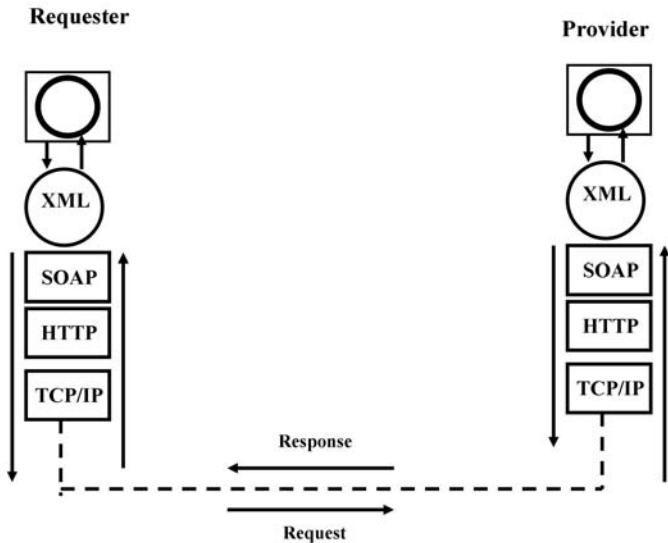 Requester
Provider
XML
XML
SOAP
SOAP
HTTP
HTTP
TCP/IP
TCP/IP
Response
Request